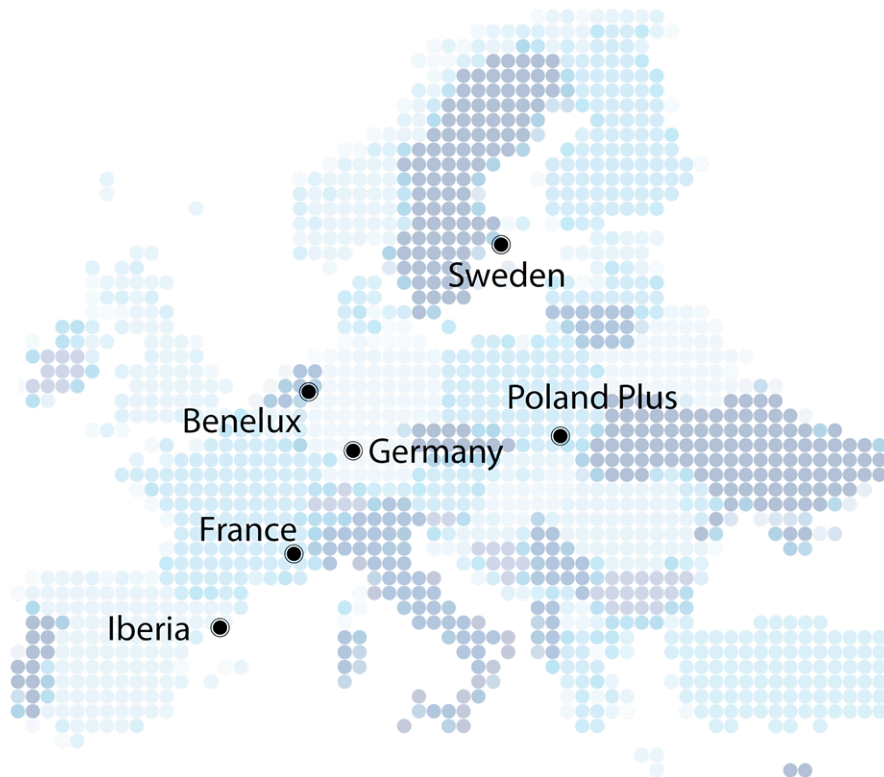 Sweden
Poland Plus
Benelux
Germany
France
Iberia